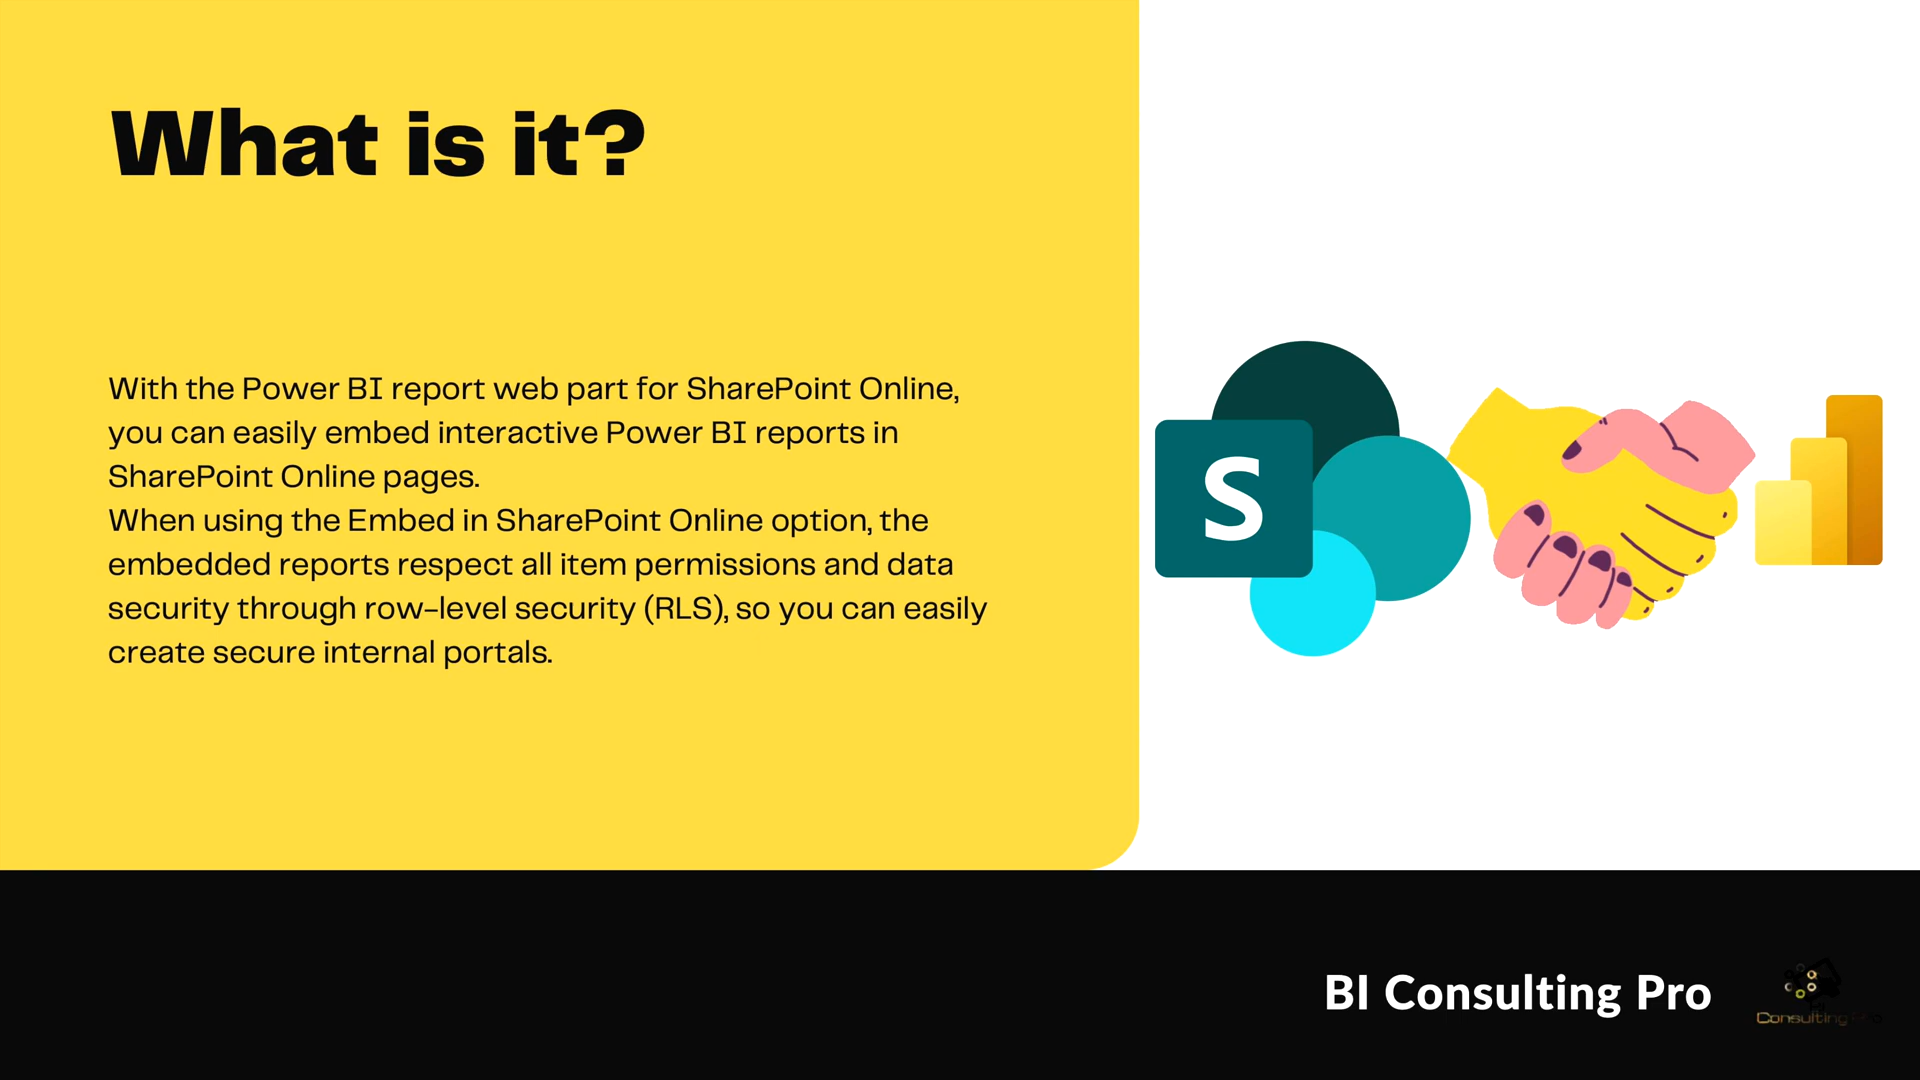 What is it?
With the Power BI report web part for SharePoint Online,
you can easily embed interactive Power BI reports in
SharePoint Online pages.
When using the Embed in SharePoint Online option, the
embedded reports respect all item permissions and data
security through row-level security (RLS), so you can easily
create secure internal portals.
S
BI Consulting Pro
Consulting